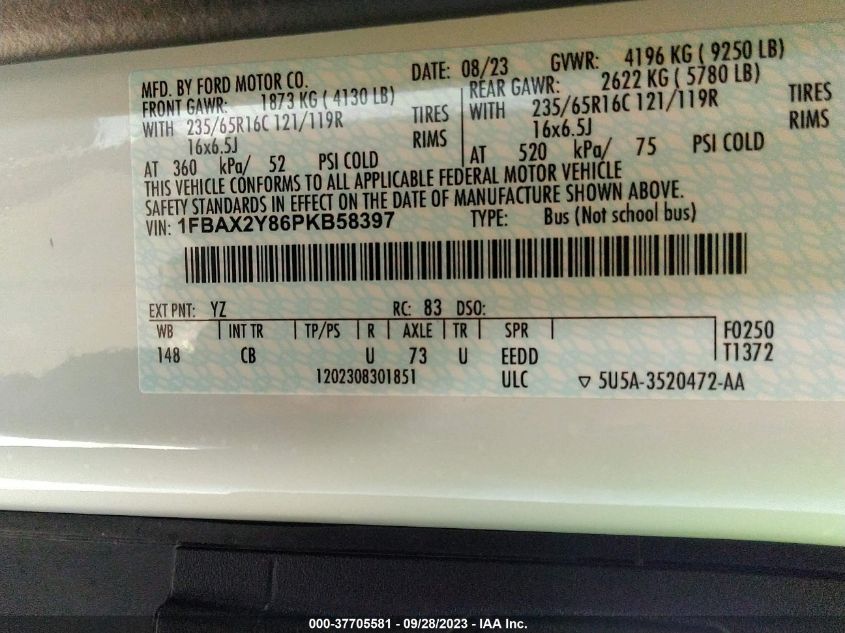 MFD. BY FORD MOTOR CO. DATE: 08/23 GVWR: 4196 KG ( 9250 LB)
FRONT GAWR: 1873 KG ( 4130 LB) REAR GAWR: 2622 KG ( 5780 LB)
WITH 235/65R16C 121/119R TIRES WITH 235/65R16C 121/119R TIRES
16x6.5J RIMS 16x6.5J RIMS
AT 360 kPa/ 52 PSI COLD AT 520 kPa/ 75 PSI COLD
THIS VEHICLE CONFORMS TO ALL APPLICABLE FEDERAL MOTOR VEHICLE
SAFETY STANDARDS IN EFFECT ON THE DATE OF MANUFACTURE SHOWN ABOVE.
VIN: 1FBAX2Y86PKB58397 TYPE: Bus (Not school bus)
EXT PNT: YZ RC: 83 DSO:
WB INT TR TP/PS R AXLE TR SPR F0250
148 CB U 73 U EEDD T1372
1202308301851 ULC ▽ 5U5A-3520472-AA
000-37705581 - 09/28/2023 - IAA Inc.